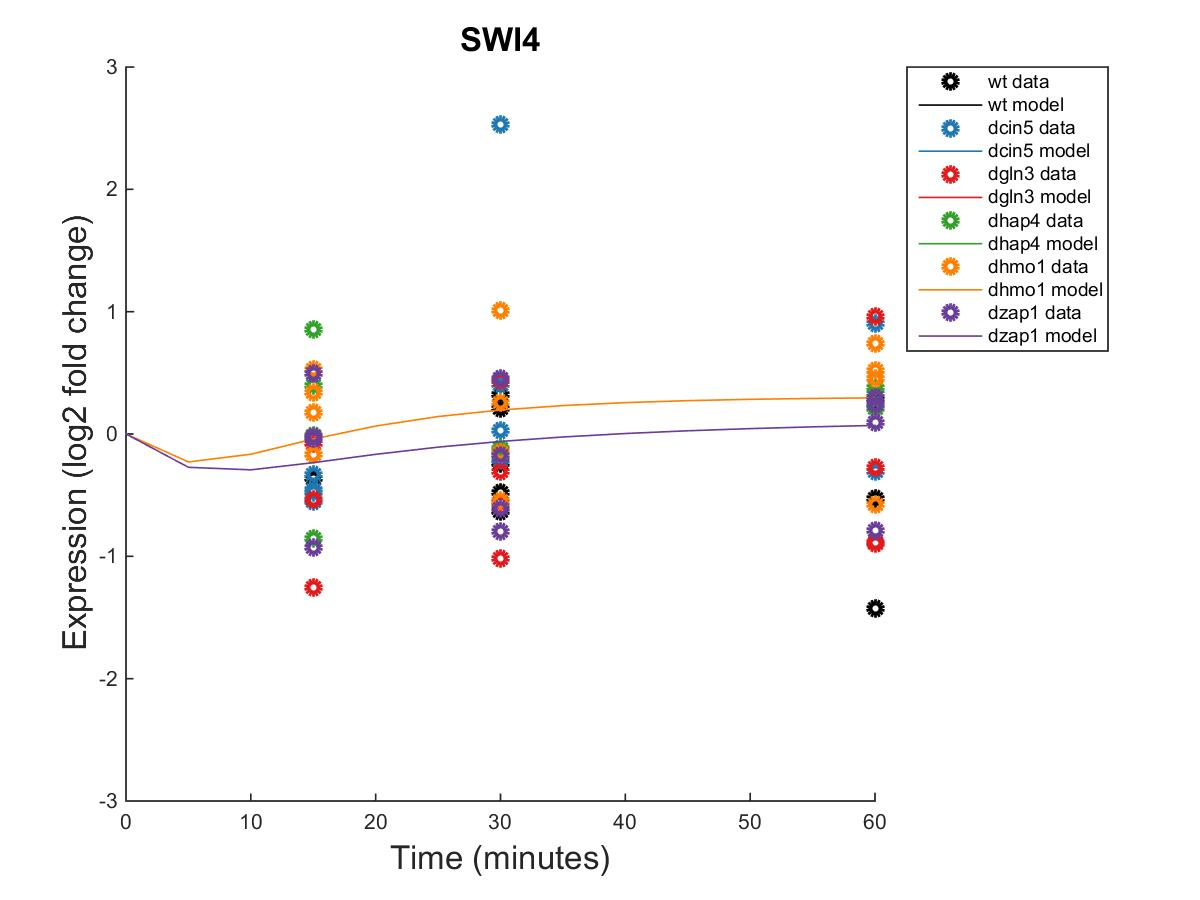 SWI4
3
2
1
0
-1
-2
-3
Expression (log2 fold change)
0 10 20 30 40 50 60
Time (minutes)
wt data
wt model
dcin5 data
dcin5 model
dgln3 data
dgln3 model
dhap4 data
dhap4 model
dhmo1 data
dhmo1 model
dzap1 data
dzap1 model